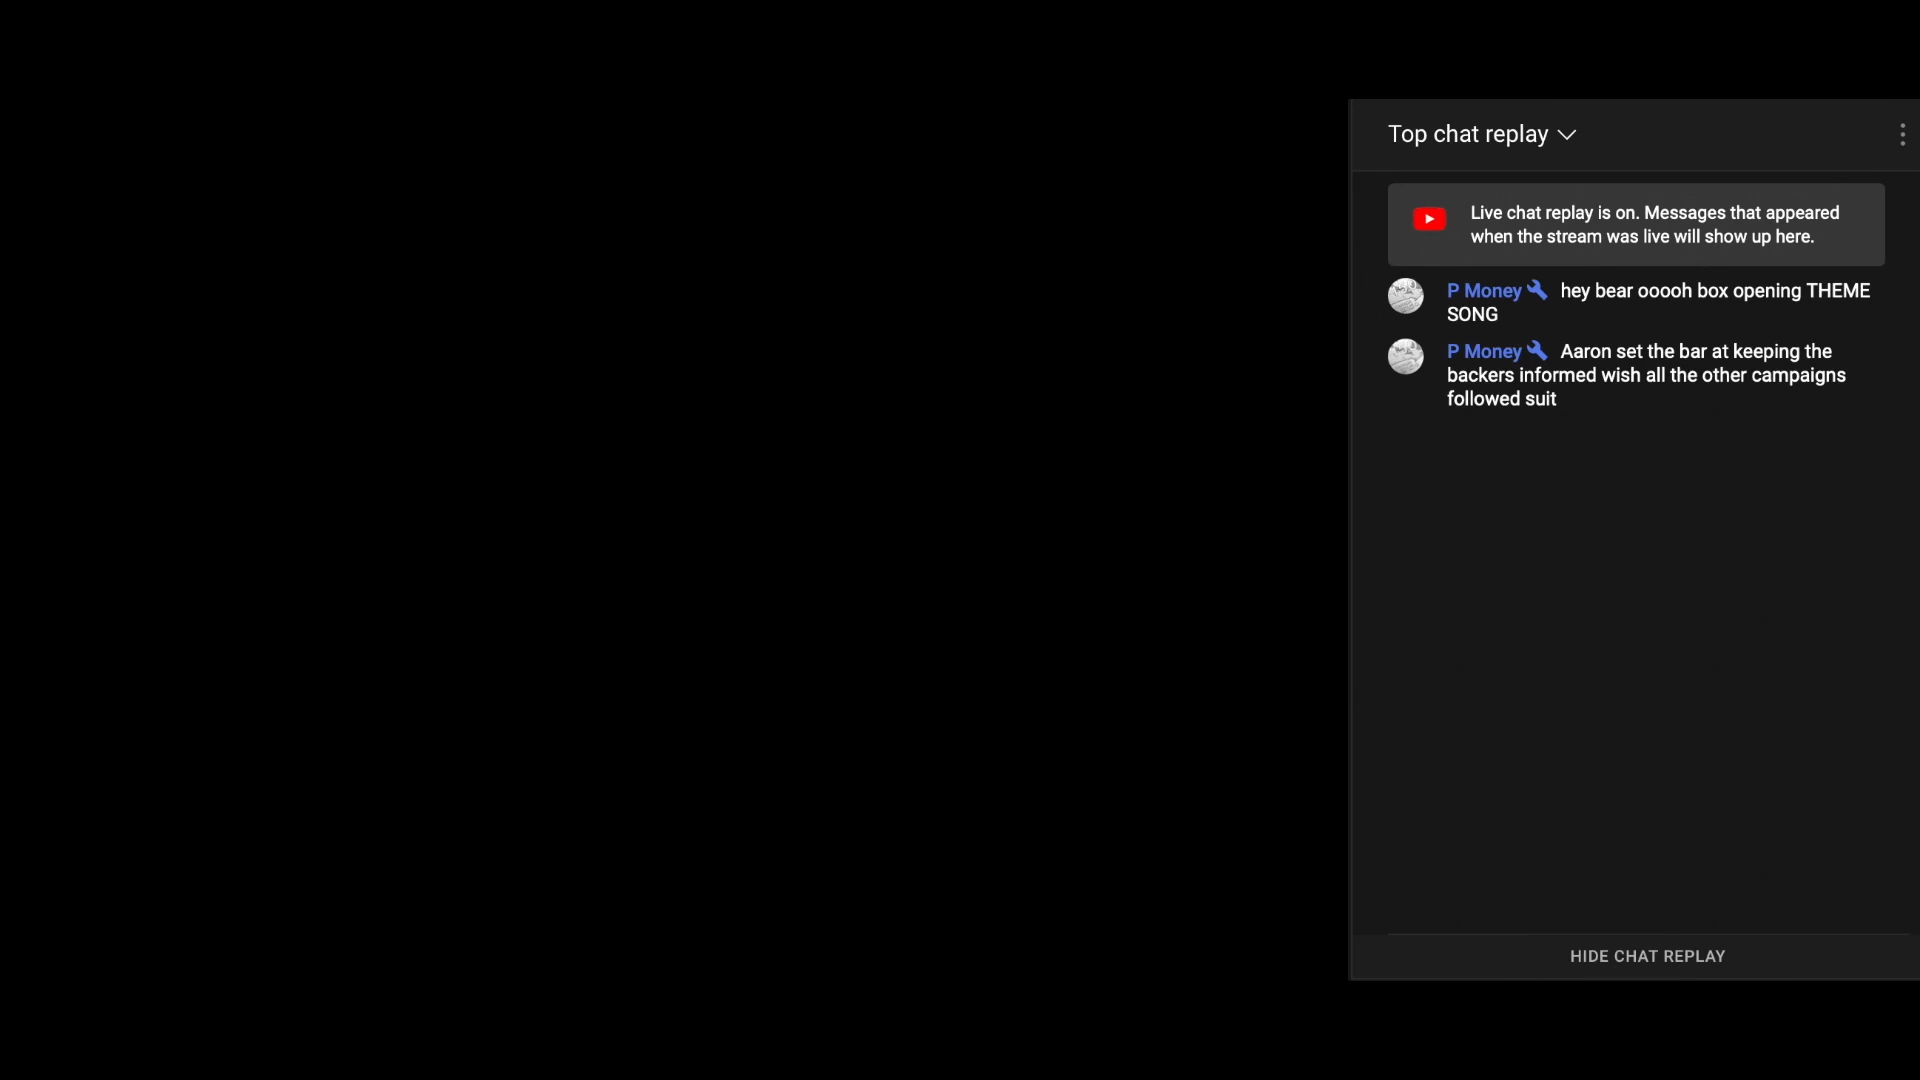 Top chat replay
Live chat replay is on. Messages that appeared
when the stream was live will show up here.
P Money hey bear ooooh box opening THEME
SONG
P Money Aaron set the bar at keeping the
backers informed wish all the other campaigns
followed suit
HIDE CHAT REPLAY